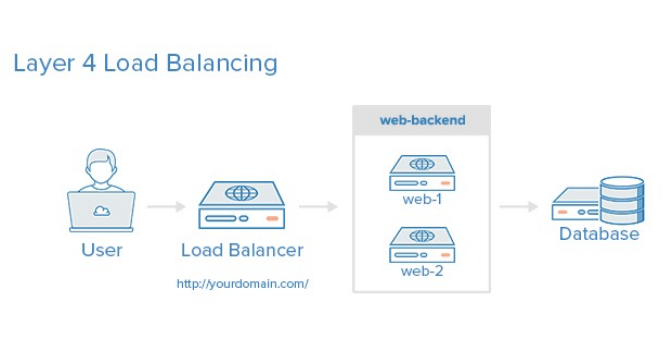 Layer 4 Load Balancing
web-backend
web-1
web-2
User
Load Balancer
Database
http://yourdomain.com/